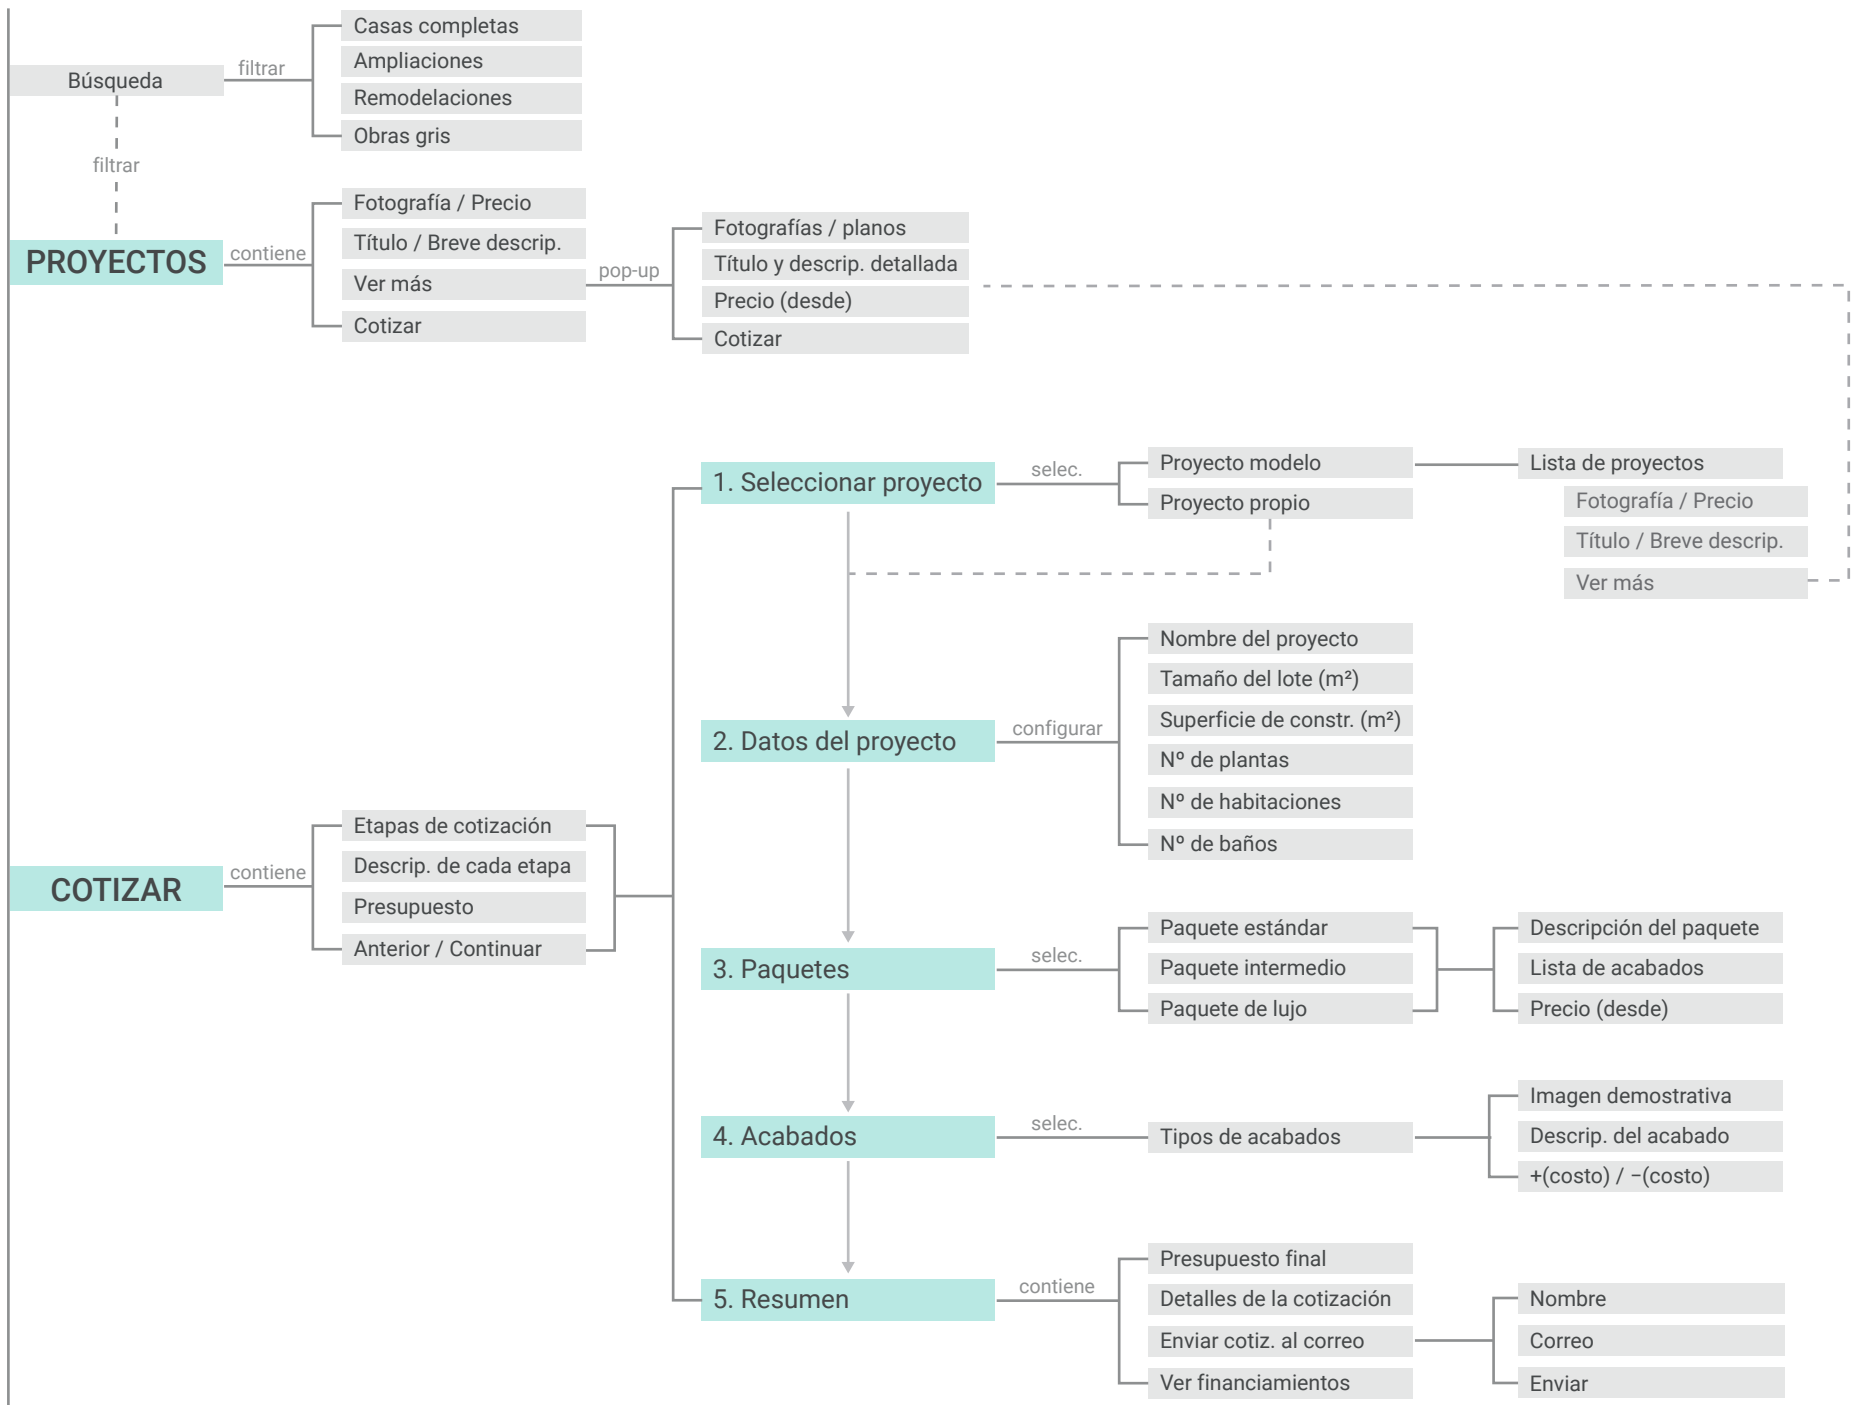 Búsqueda
filtrar
Casas completas
Ampliaciones
Remodelaciones
Obras gris
filtrar
PROYECTOS
contiene
Fotografía / Precio
Título / Breve descrip.
Ver más
Cotizar
pop-up
Fotografías / planos
Título y descrip. detallada
Precio (desde)
Cotizar
COTIZAR
contiene
Etapas de cotización
Descrip. de cada etapa
Presupuesto
Anterior / Continuar
1. Seleccionar proyecto
selec.
Proyecto modelo
Proyecto propio
Lista de proyectos
Fotografía / Precio
Título / Breve descrip.
Ver más
2. Datos del proyecto
configurar
Nombre del proyecto
Tamaño del lote (m²)
Superficie de constr. (m²)
Nº de plantas
Nº de habitaciones
Nº de baños
3. Paquetes
selec.
Paquete estándar
Paquete intermedio
Paquete de lujo
Descripción del paquete
Lista de acabados
Precio (desde)
4. Acabados
selec.
Tipos de acabados
Imagen demostrativa
Descrip. del acabado
+(costo) / −(costo)
5. Resumen
contiene
Presupuesto final
Detalles de la cotización
Enviar cotiz. al correo
Ver financiamientos
Nombre
Correo
Enviar